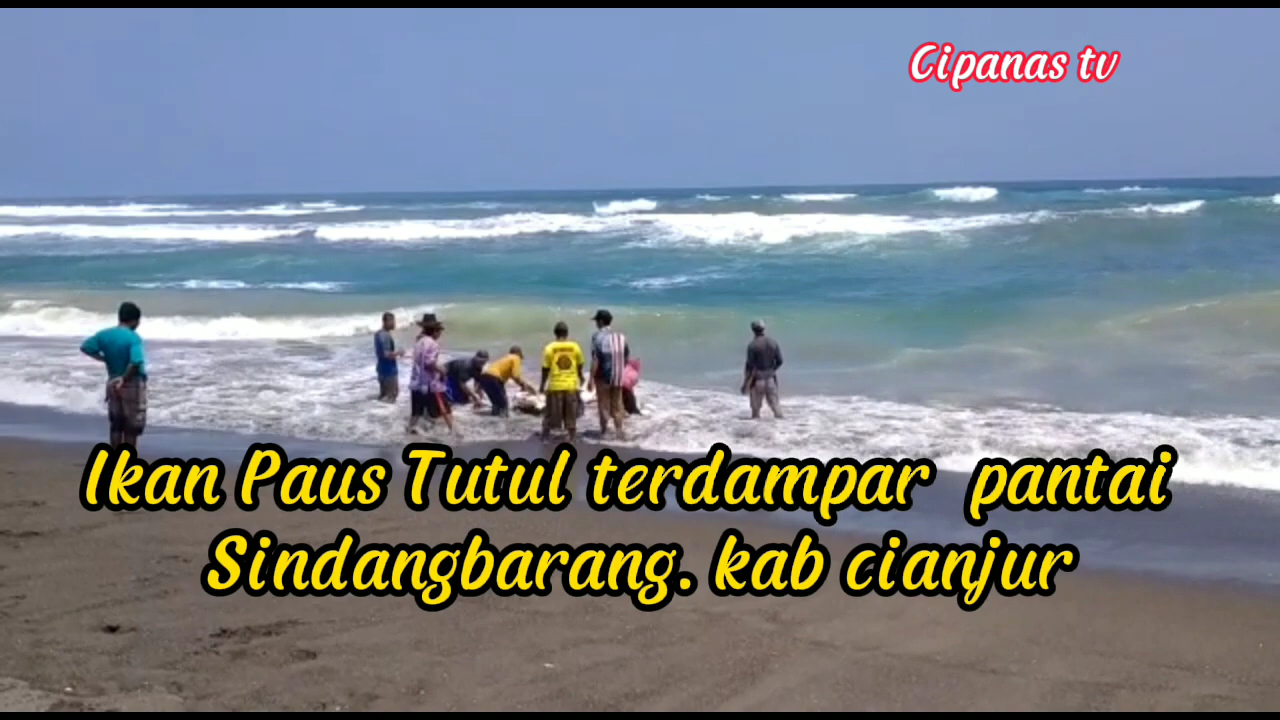 Cipanas tv
Ikan Paus Tutul terdampar pantai
Sindangbarang. kab cianjur